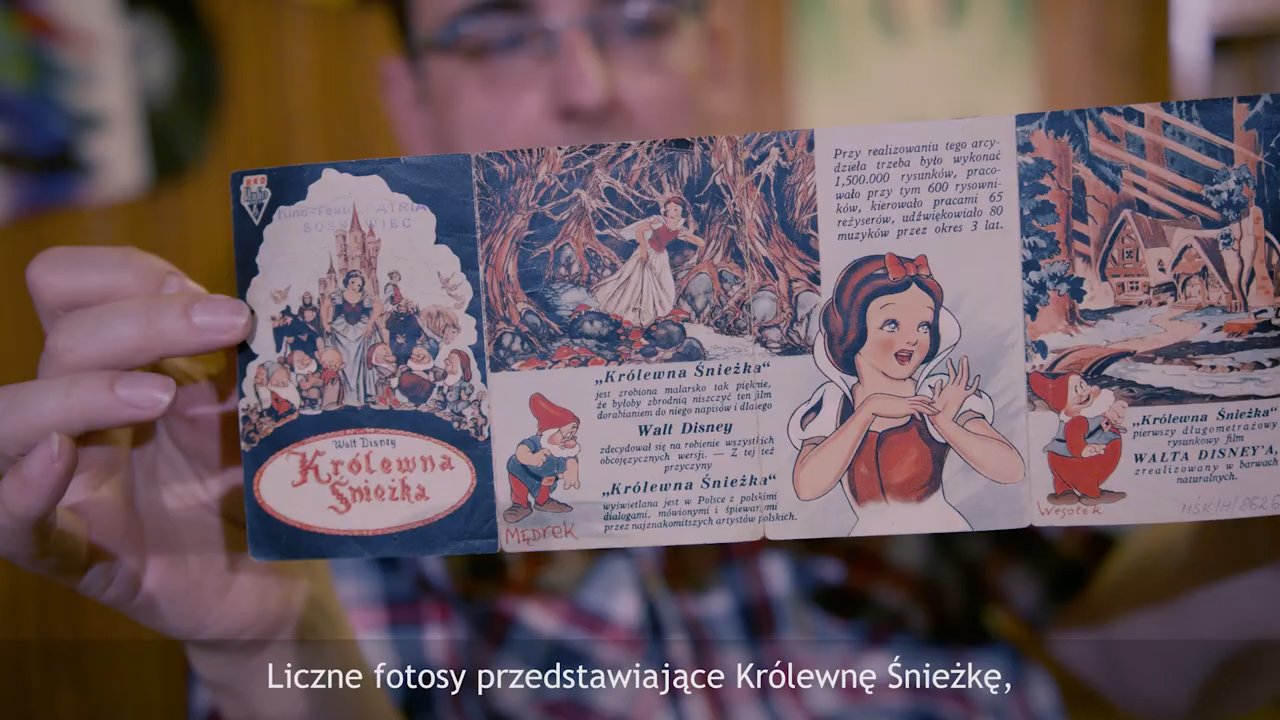 RKO
Radio
Kino-Teatr PATRIA
SOSNOWIEC
Walt Disney
Królewna
Śnieżka
„Królewna Śnieżka"
jest zrobiona malarsko tak pięknie,
że byłoby zbrodnią niszczyć ten film
dorabianiem do niego napisów i dlatego
Walt Disney
zdecydował się na robienie wszystkich
obcojęzycznych wersji. — Z tej też
przyczyny
„Królewna Śnieżka"
wyświetlana jest w Polsce z polskimi
dialogami, mówionymi i śpiewanymi
przez najznakomitszych artystów polskich.
MĘDREK
Przy realizowaniu tego arcy-
dzieła trzeba było wykonać
1,500.000 rysunków, praco-
wało przy tym 600 rysowni-
ków, kierowało pracami 65
reżyserów, udźwiękowiało 80
muzyków przez okres 3 lat.
„Królewna Śnieżka"
pierwszy długometrażowy
rysunkowy film
WALTA DISNEY'A,
zrealizowany w barwach
naturalnych.
Wesołek
Liczne fotosy przedstawiające Królewnę Śnieżkę,